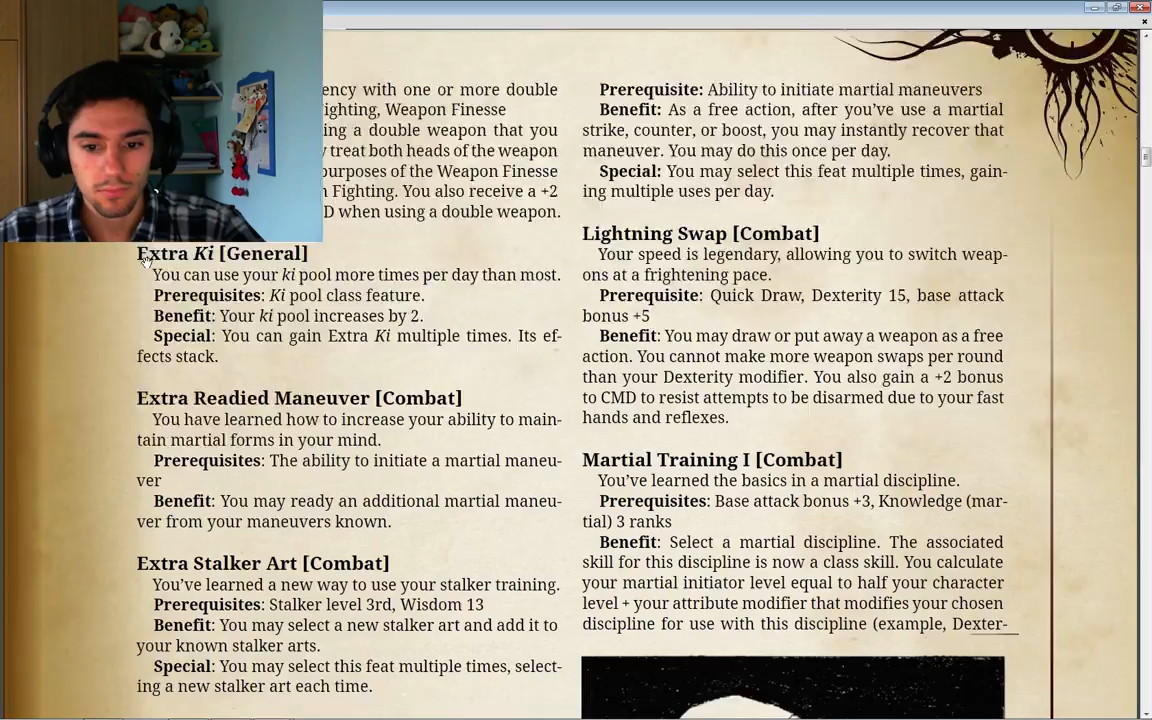 ency with one or more double
ighting, Weapon Finesse
ing a double weapon that you
treat both heads of the weapon
purposes of the Weapon Finesse
Fighting. You also receive a +2
D when using a double weapon.
Extra Ki [General]
You can use your ki pool more times per day than most.
Prerequisites: Ki pool class feature.
Benefit: Your ki pool increases by 2.
Special: You can gain Extra Ki multiple times. Its ef-
fects stack.
Extra Readied Maneuver [Combat]
You have learned how to increase your ability to main-
tain martial forms in your mind.
Prerequisites: The ability to initiate a martial maneu-
ver
Benefit: You may ready an additional martial maneu-
ver from your maneuvers known.
Extra Stalker Art [Combat]
You've learned a new way to use your stalker training.
Prerequisites: Stalker level 3rd, Wisdom 13
Benefit: You may select a new stalker art and add it to
your known stalker arts.
Special: You may select this feat multiple times, select-
ing a new stalker art each time.
Prerequisite: Ability to initiate martial maneuvers
Benefit: As a free action, after you've use a martial
strike, counter, or boost, you may instantly recover that
maneuver. You may do this once per day.
Special: You may select this feat multiple times, gain-
ing multiple uses per day.
Lightning Swap [Combat]
Your speed is legendary, allowing you to switch weap-
ons at a frightening pace.
Prerequisite: Quick Draw, Dexterity 15, base attack
bonus +5
Benefit: You may draw or put away a weapon as a free
action. You cannot make more weapon swaps per round
than your Dexterity modifier. You also gain a +2 bonus
to CMD to resist attempts to be disarmed due to your fast
hands and reflexes.
Martial Training I [Combat]
You've learned the basics in a martial discipline.
Prerequisites: Base attack bonus +3, Knowledge (mar-
tial) 3 ranks
Benefit: Select a martial discipline. The associated
skill for this discipline is now a class skill. You calculate
your martial initiator level equal to half your character
level + your attribute modifier that modifies your chosen
discipline for use with this discipline (example, Dexter-